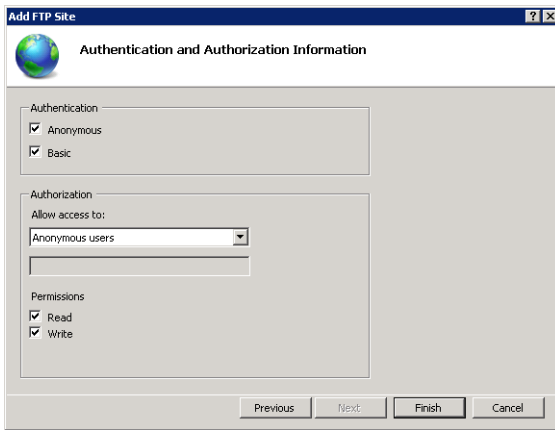 Add FTP Site
Authentication and Authorization Information
Authentication
Anonymous
Basic
Authorization
Allow access to:
Anonymous users
Permissions
Read
Write
Previous Next Finish Cancel